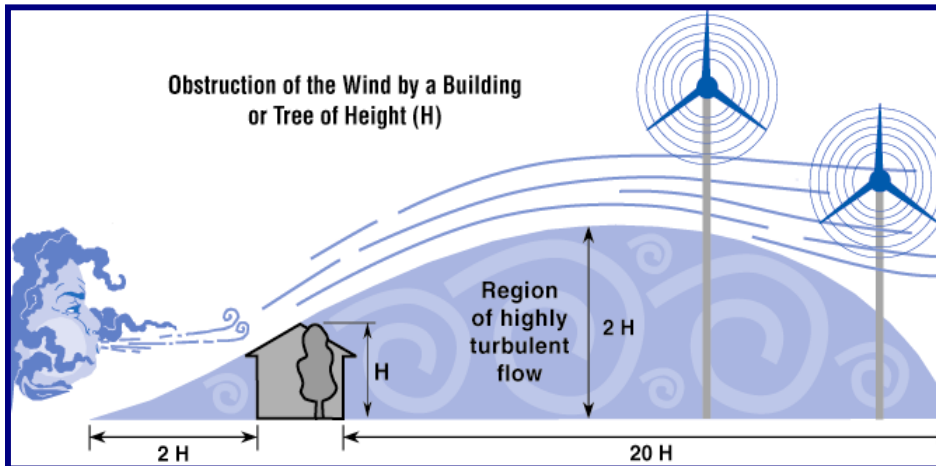 Obstruction of the Wind by a Building
or Tree of Height (H)
Region
of highly
turbulent
flow
2 H
H
2 H
20 H